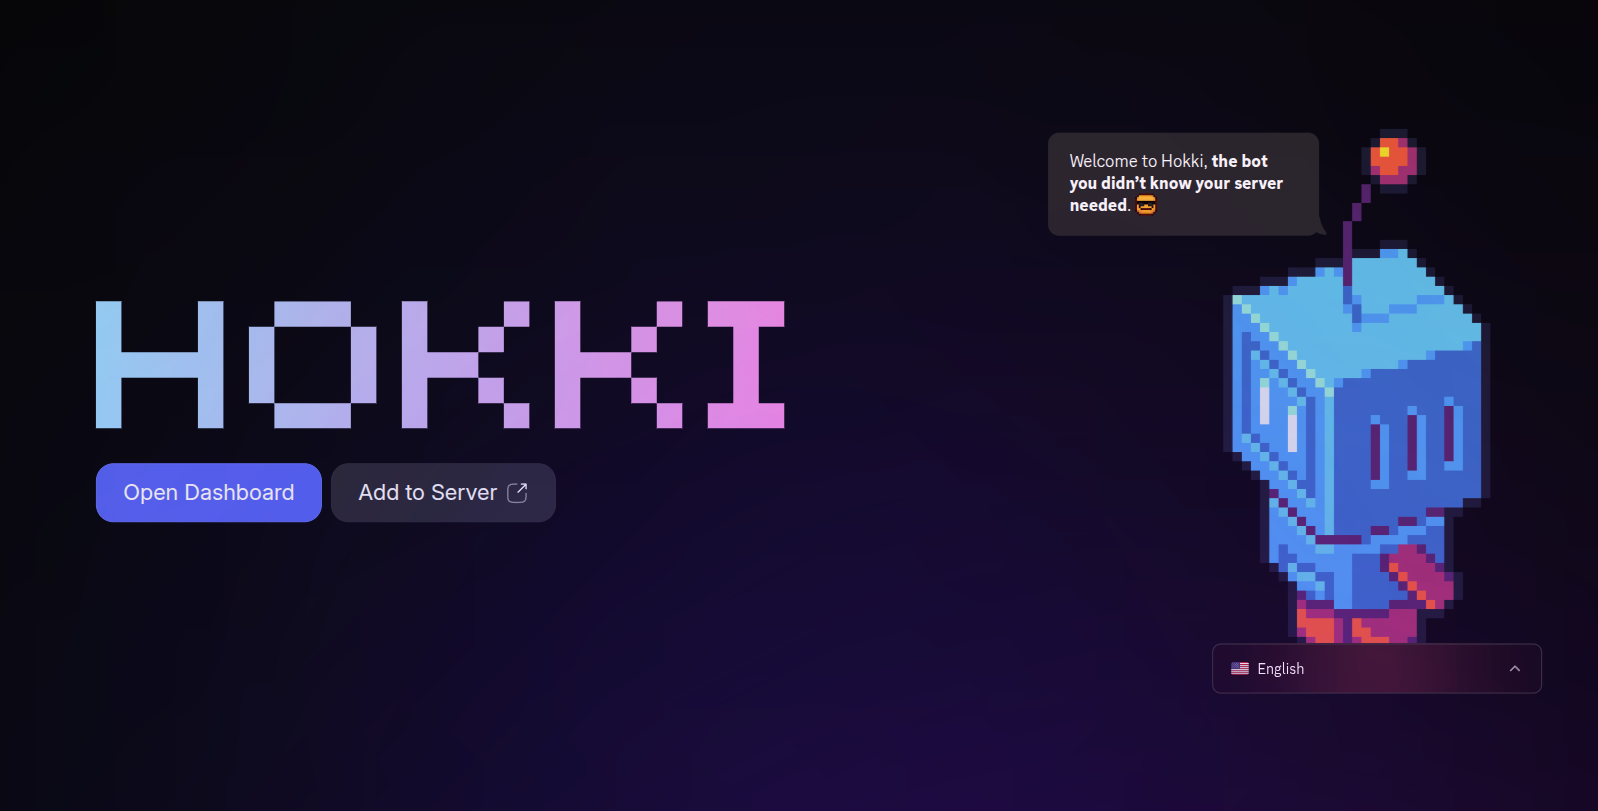 Welcome to Hokki, the bot
you didn’t know your server
needed.
HOKKI
Open Dashboard
Add to Server
English